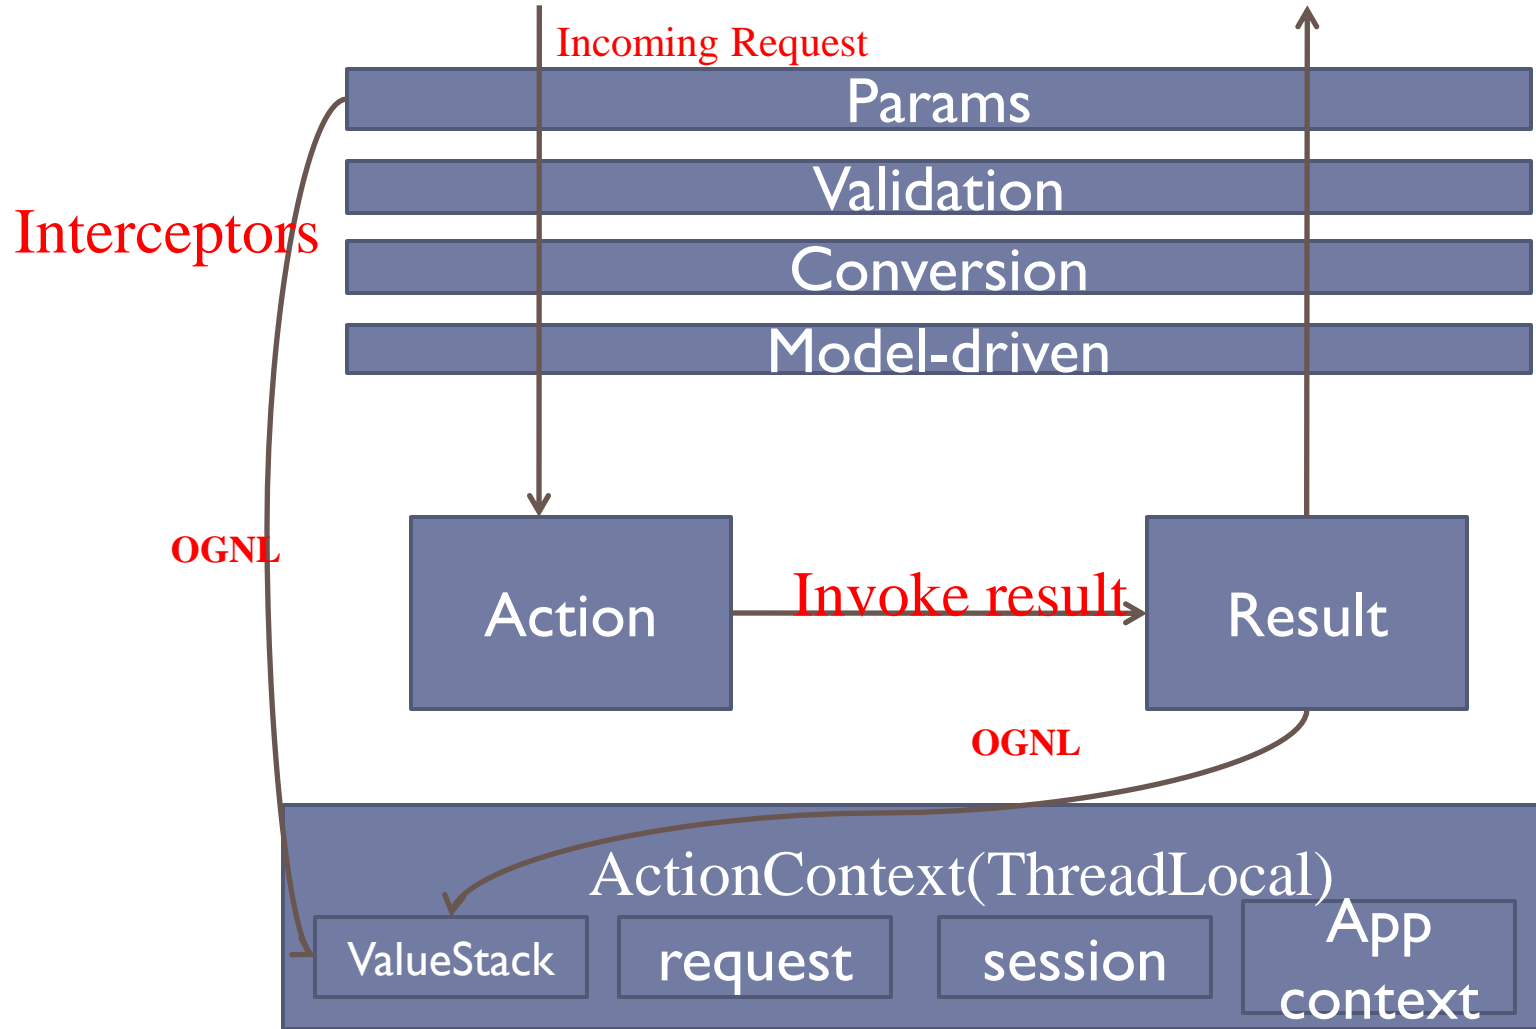 Incoming Request
Params
Validation
Interceptors
Conversion
Model-driven
OGNL
Action
Invoke result
Result
OGNL
ActionContext(ThreadLocal)
ValueStack
request
session
App
context